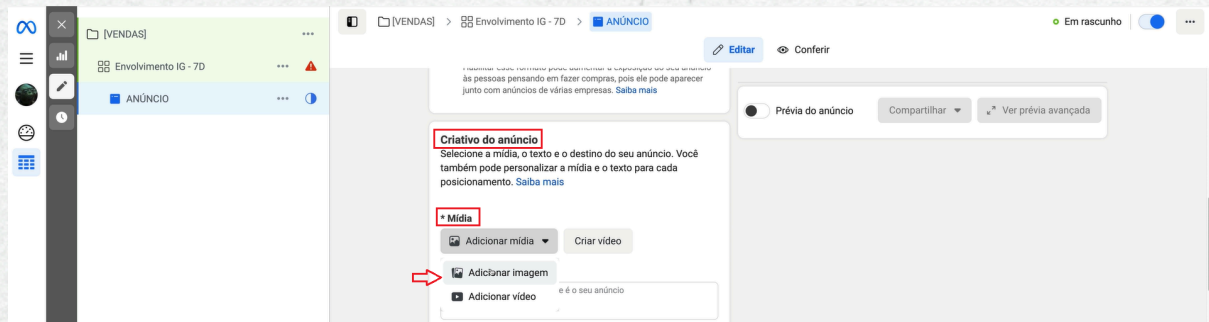 [VENDAS]
Envolvimento IG - 7D
ANÚNCIO
[VENDAS] > Envolvimento IG - 7D > ANÚNCIO
Em rascunho
Editar
Conferir
Habilitar esse formato pode aumentar a exposição do seu anúncio
às pessoas pensando em fazer compras, pois ele pode aparecer
junto com anúncios de várias empresas. Saiba mais
Prévia do anúncio
Compartilhar
Ver prévia avançada
Criativo do anúncio
Selecione a mídia, o texto e o destino do seu anúncio. Você
também pode personalizar a mídia e o texto para cada
posicionamento. Saiba mais
* Mídia
Adicionar mídia
Criar vídeo
Adicionar imagem
Adicionar vídeo
e é o seu anúncio